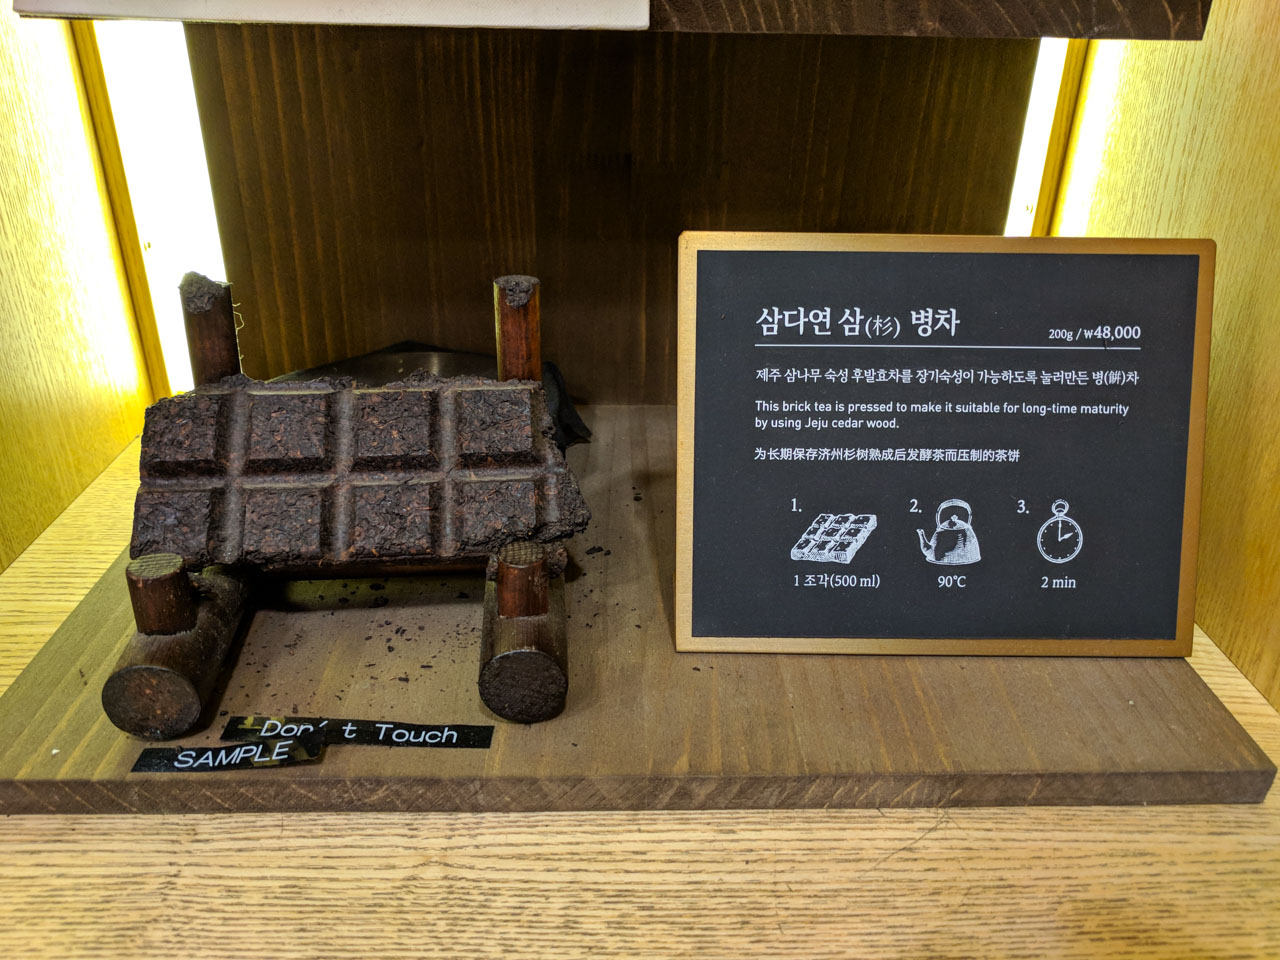 삼다연 삼(杉) 병차
200g / ₩48,000
제주 삼나무 숙성 후발효차를 장기숙성이 가능하도록 눌러만든 병(餠)차
This brick tea is pressed to make it suitable for long-time maturity
by using Jeju cedar wood.
为长期保存济州杉树熟成后发酵茶而压制的茶饼
1. 2. 3.
1 조각(500 ml) 90℃ 2 min
Don't Touch
SAMPLE